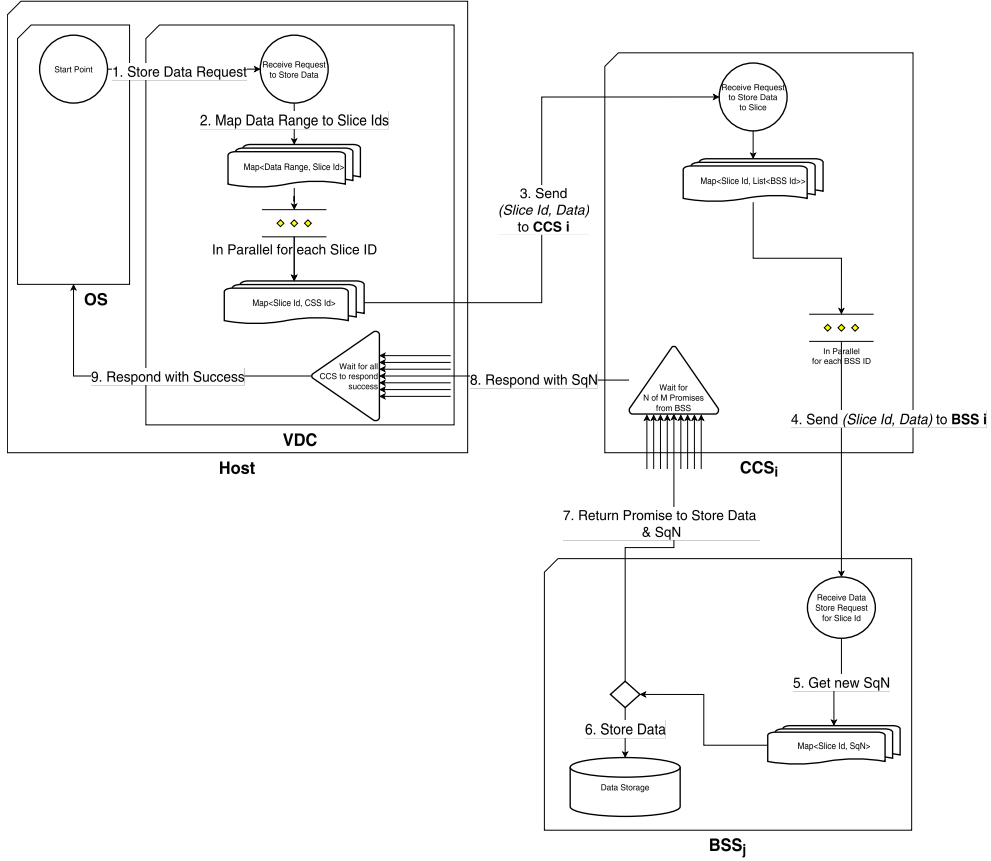 Start Point
1. Store Data Request
Receive Request
to Store Data
2. Map Data Range to Slice Ids
Map<Data Range, Slice Id>
In Parallel for each Slice ID
Map<Slice Id, CSS Id>
OS
Wait for all
CCS to respond
success
9. Respond with Success
VDC
Host
3. Send
(Slice Id, Data)
to CCS i
Receive Request
to Store Data
to Slice
Map<Slice Id, List<BSS Id>>
In Parallel
for each BSS ID
8. Respond with SqN
Wait for
N of M Promises
from BSS
4. Send (Slice Id, Data) to BSS i
CCSi
7. Return Promise to Store Data
& SqN
Receive Data
Store Request
for Slice Id
5. Get new SqN
Map<Slice Id, SqN>
6. Store Data
Data Storage
BSSj